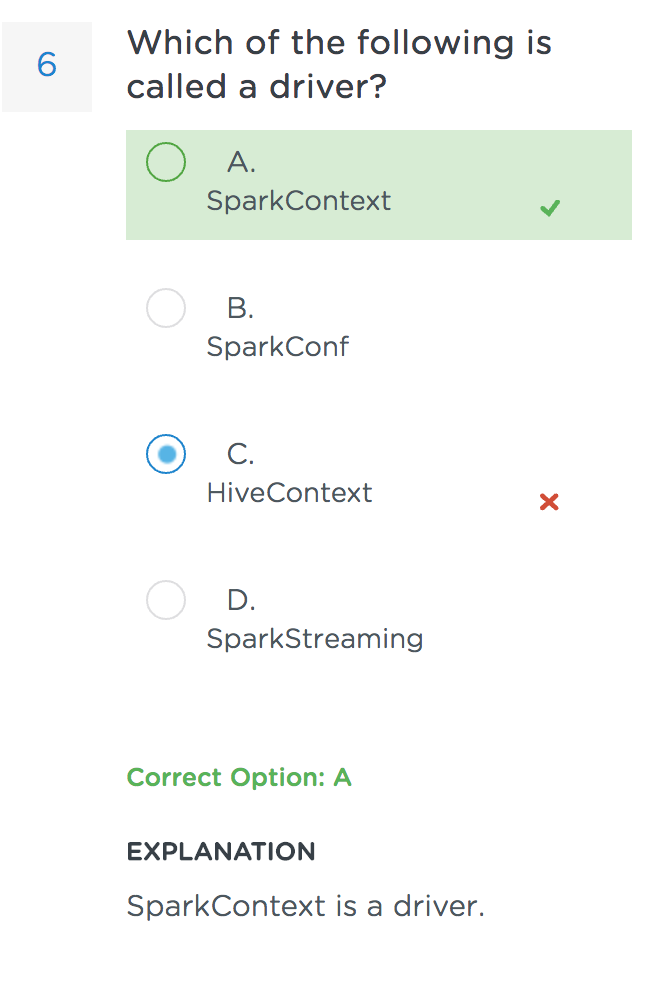 6
Which of the following is
called a driver?
A.
SparkContext
B.
SparkConf
C.
HiveContext
D.
SparkStreaming
Correct Option: A
EXPLANATION
SparkContext is a driver.